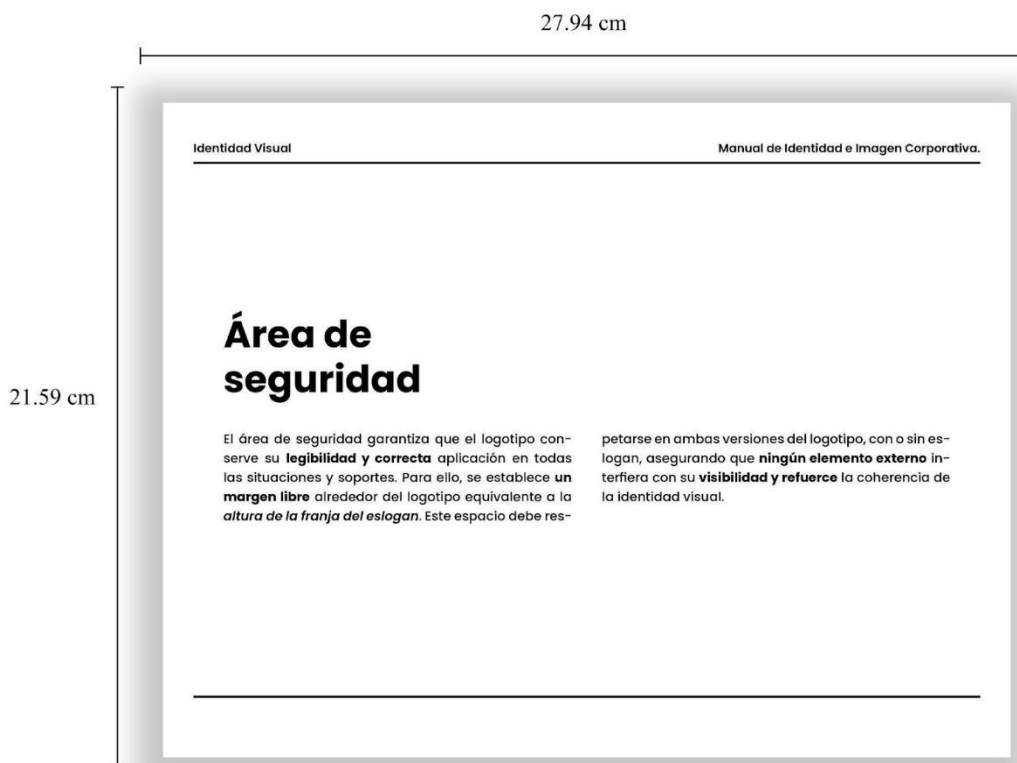 27.94 cm
21.59 cm
Identidad Visual
Manual de Identidad e Imagen Corporativa.
Área de
seguridad
El área de seguridad garantiza que el logotipo con-
serve su legibilidad y correcta aplicación en todas
las situaciones y soportes. Para ello, se establece un
margen libre alrededor del logotipo equivalente a la
altura de la franja del eslogan. Este espacio debe res-
petarse en ambas versiones del logotipo, con o sin es-
logan, asegurando que ningún elemento externo in-
terfiera con su visibilidad y refuerce la coherencia de
la identidad visual.